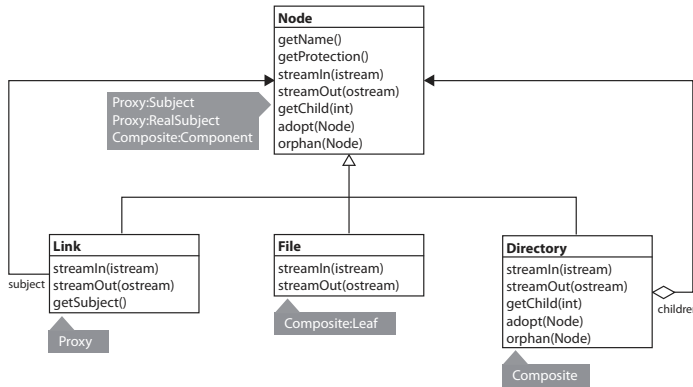 Node
getName()
getProtection()
streamIn(istream)
streamOut(ostream)
getChild(int)
adopt(Node)
orphan(Node)
Proxy:Subject
Proxy:RealSubject
Composite:Component
Link
streamIn(istream)
streamOut(ostream)
getSubject()
subject
Proxy
File
streamIn(istream)
streamOut(ostream)
Composite:Leaf
Directory
streamIn(istream)
streamOut(ostream)
getChild(int)
adopt(Node)
orphan(Node)
children
Composite